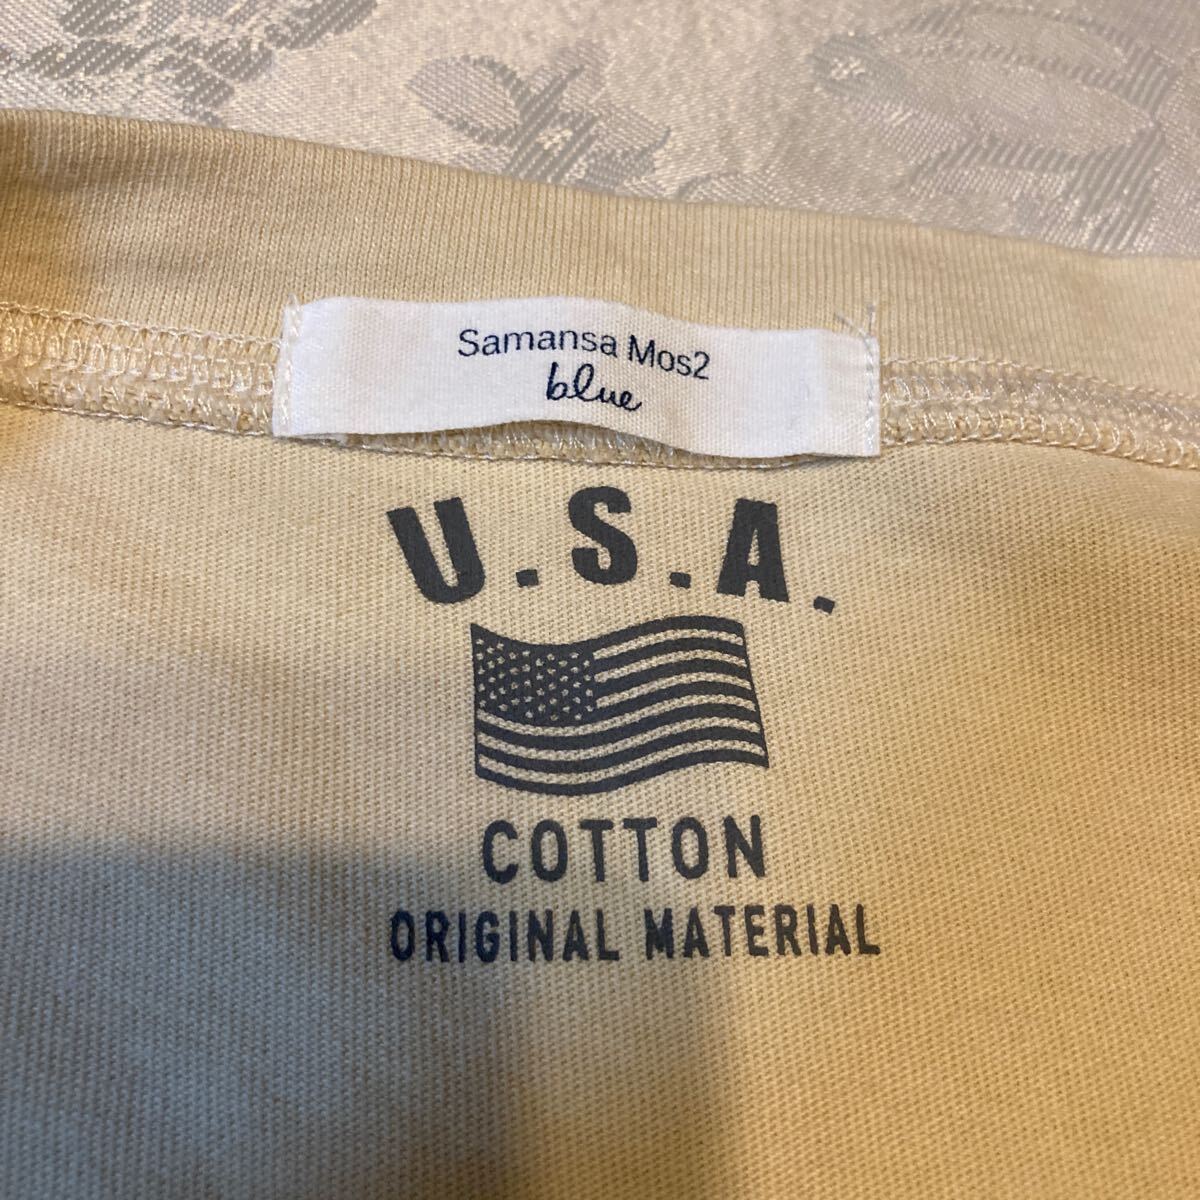 Samansa Mos2
blue
U.S.A.
COTTON
ORIGINAL MATERIAL